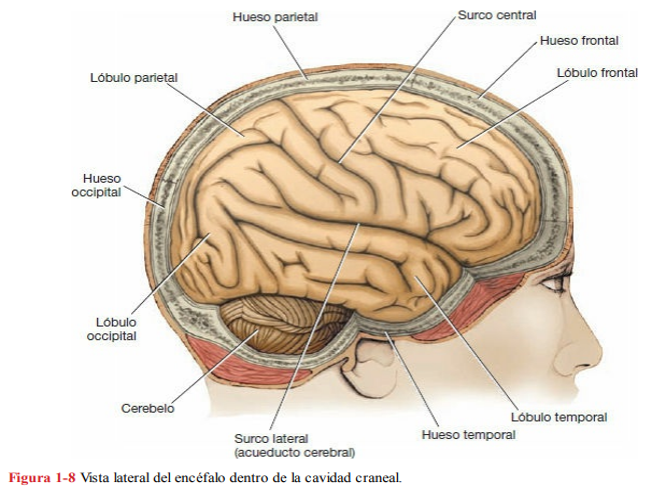 Hueso parietal
Surco central
Hueso frontal
Lóbulo parietal
Lóbulo frontal
Hueso
occipital
Lóbulo
occipital
Cerebelo
Surco lateral
(acueducto cerebral)
Hueso temporal
Lóbulo temporal
Figura 1-8 Vista lateral del encéfalo dentro de la cavidad craneal.